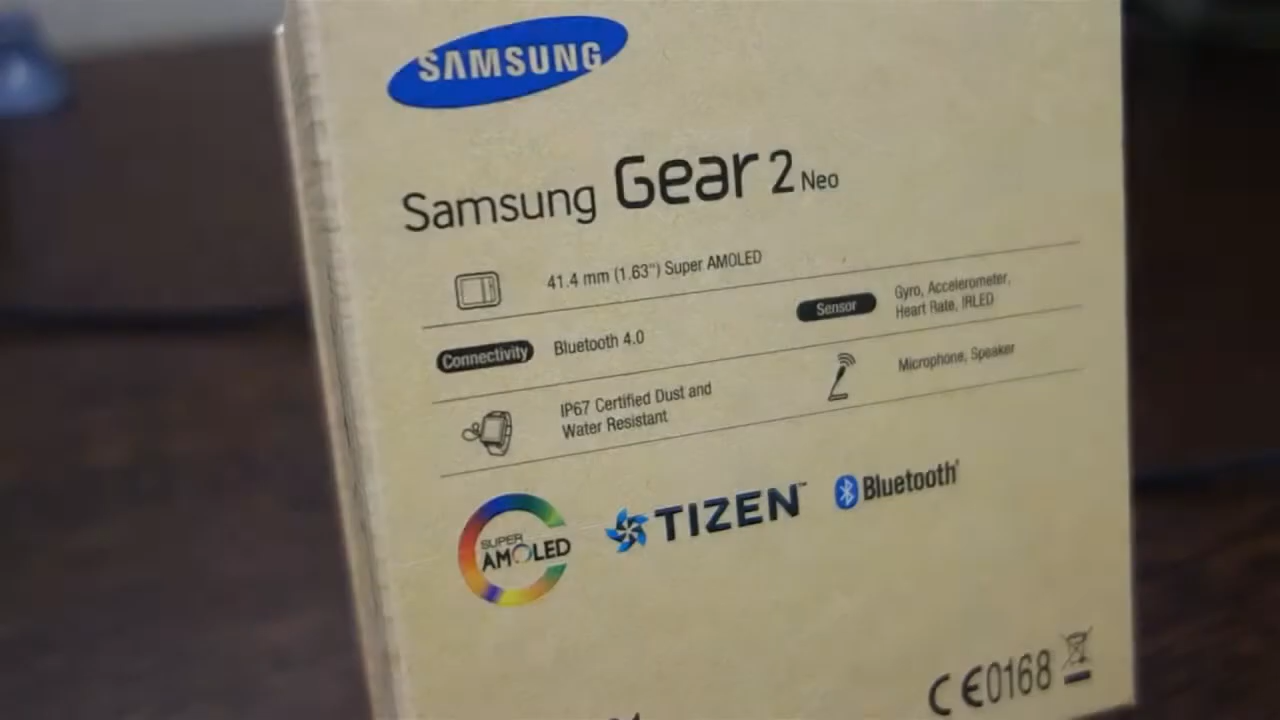 SAMSUNG
Samsung Gear 2 Neo
41.4 mm (1.63") Super AMOLED
Connectivity Bluetooth 4.0
Sensor Gyro, Accelerometer,
Heart Rate, IRLED
IP67 Certified Dust and
Water Resistant
Microphone, Speaker
SUPER
AMOLED
TIZEN™
Bluetooth®
CE0168